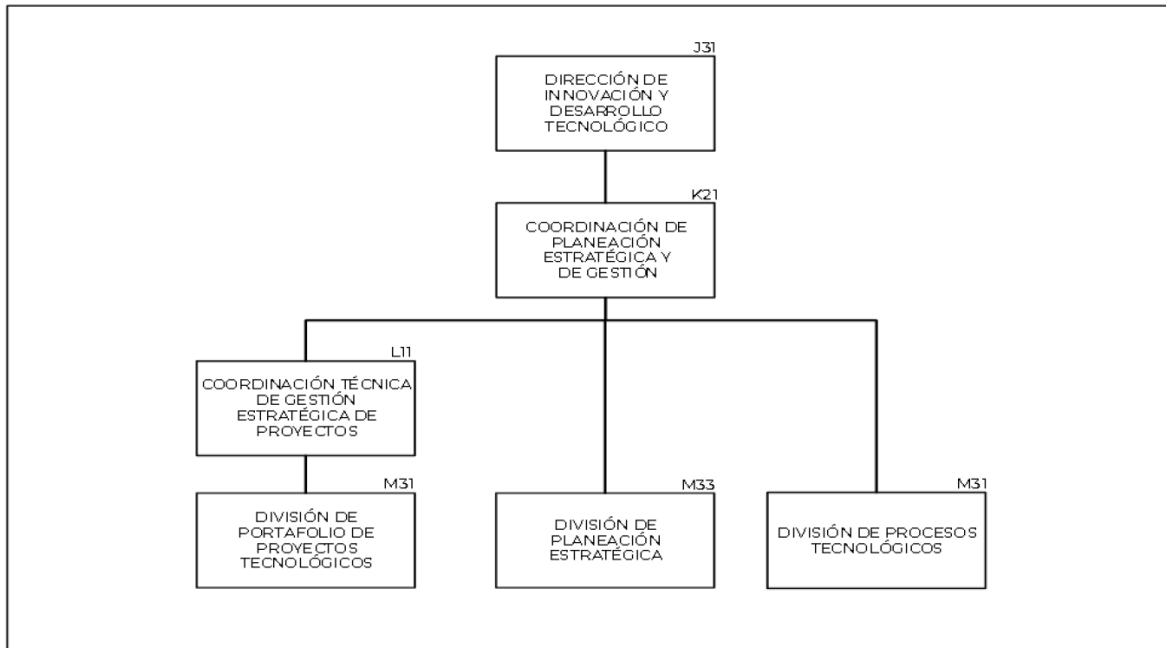 J31
DIRECCIÓN DE
INNOVACIÓN Y
DESARROLLO
TECNOLÓGICO
K21
COORDINACIÓN DE
PLANEACIÓN
ESTRATÉGICA Y
DE GESTIÓN
L11
COORDINACIÓN TÉCNICA
DE GESTIÓN
ESTRATÉGICA DE
PROYECTOS
M31
DIVISIÓN DE
PORTAFOLIO DE
PROYECTOS
TECNOLÓGICOS
M33
DIVISIÓN DE
PLANEACIÓN
ESTRATÉGICA
M31
DIVISIÓN DE PROCESOS
TECNOLÓGICOS